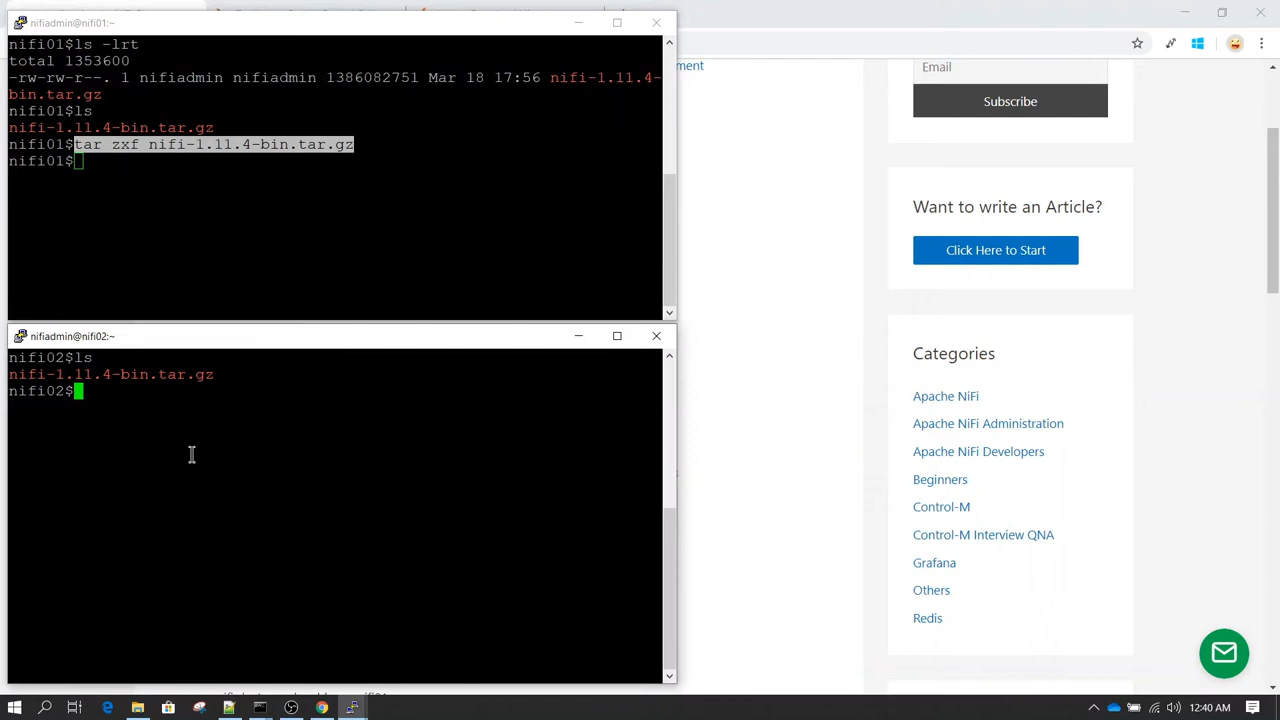 nifiadmin@nifi01:~
nifi01$ls -lrt
total 1353600
-rw-rw-r--. 1 nifiadmin nifiadmin 1386082751 Mar 18 17:56 nifi-1.11.4-
bin.tar.gz
nifi01$ls
nifi-1.11.4-bin.tar.gz
nifi01$tar zxf nifi-1.11.4-bin.tar.gz
nifi01$
nifiadmin@nifi02:~
nifi02$ls
nifi-1.11.4-bin.tar.gz
nifi02$
ment
Email
Subscribe
Want to write an Article?
Click Here to Start
Categories
Apache NiFi
Apache NiFi Administration
Apache NiFi Developers
Beginners
Control-M
Control-M Interview QNA
Grafana
Others
Redis
12:40 AM